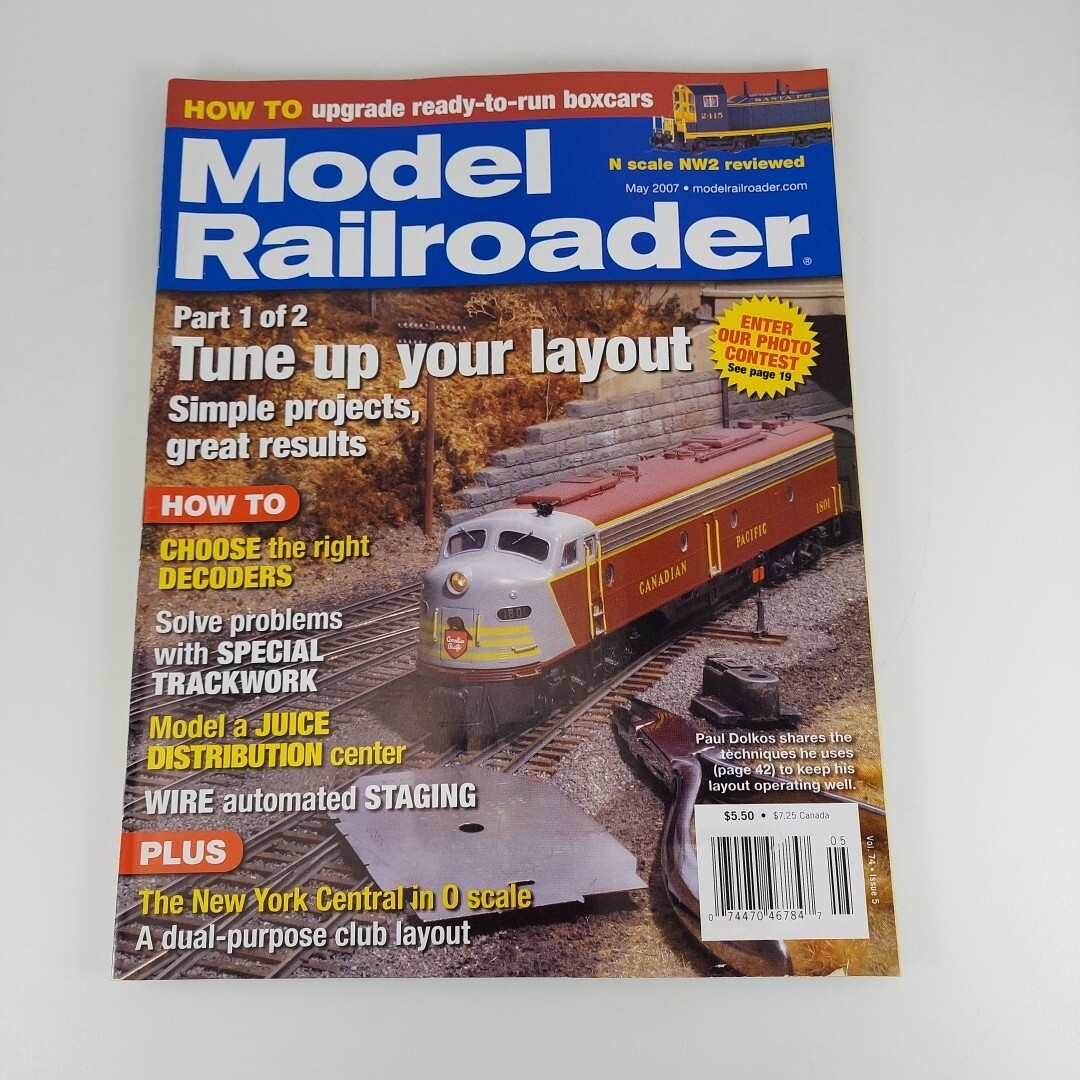 HOW TO upgrade ready-to-run boxcars
SANTA FE
2415
N scale NW2 reviewed
May 2007 • modelrailroader.com
Model
Railroader®
Part 1 of 2
Tune up your layout
Simple projects,
great results
ENTER
OUR PHOTO
CONTEST
See page 19
HOW TO
CHOOSE the right
DECODERS
Solve problems
with SPECIAL
TRACKWORK
Model a JUICE
DISTRIBUTION center
WIRE automated STAGING
PLUS
The New York Central in O scale
A dual-purpose club layout
CANADIAN PACIFIC 1801
1801
Canadian
Pacific
Paul Dolkos shares the
techniques he uses
(page 42) to keep his
layout operating well.
$5.50 • $7.25 Canada
05
0 74470 46784 7
Vol. 74 • Issue 5